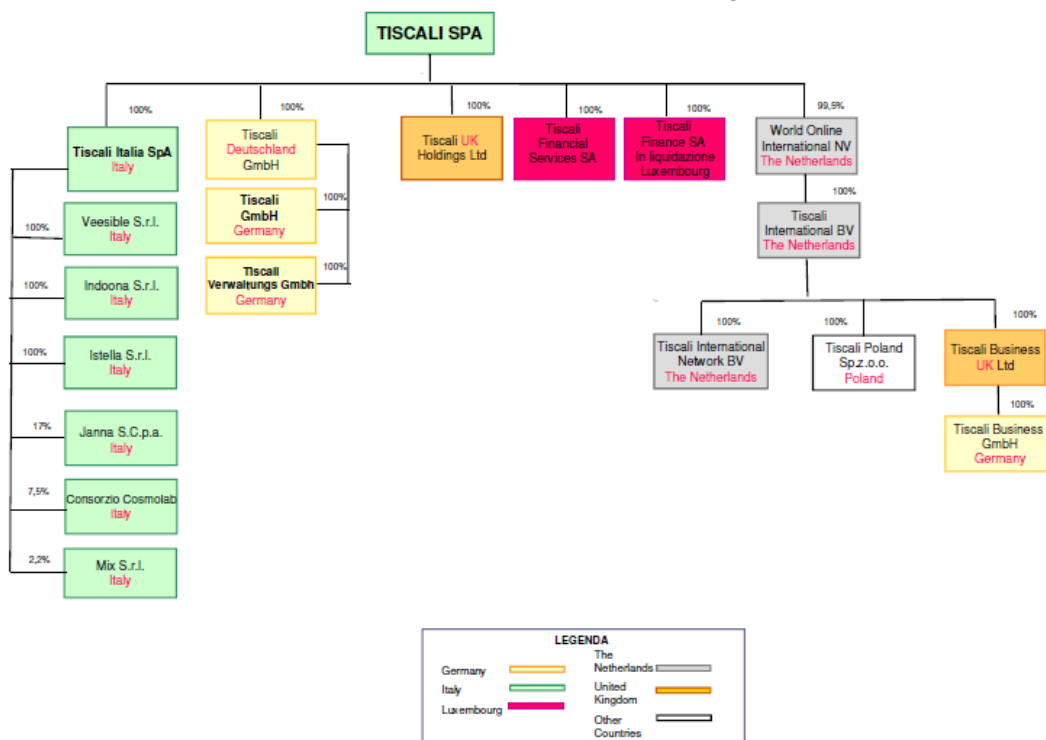 TISCALI SPA
100%
100%
100%
100%
100%
99,5%
Tiscali Italia SpA
Italy
Tiscali
Deutschland
GmbH
Tiscali UK
Holdings Ltd
Tiscali
Financial
Services SA
Tiscali
Finance SA
In liquidazione
Luxembourg
World Online
International NV
The Netherlands
100%
Veesible S.r.l.
Italy
100%
Tiscali
GmbH
Germany
100%
Tiscali
International BV
The Netherlands
100%
Indoona S.r.l.
Italy
100%
Tiscali
Verwaltungs Gmbh
Germany
100%
Istella S.r.l.
Italy
100%
Tiscali International
Network BV
The Netherlands
100%
Tiscali Poland
Sp.z.o.o.
Poland
100%
Tiscali Business
UK Ltd
17%
Janna S.C.p.a.
Italy
100%
Tiscali Business
GmbH
Germany
7,5%
Consorzio Cosmolab
Italy
2,2%
Mix S.r.l.
Italy
LEGENDA
Germany
Italy
Luxembourg
The
Netherlands
United
Kingdom
Other
Countries